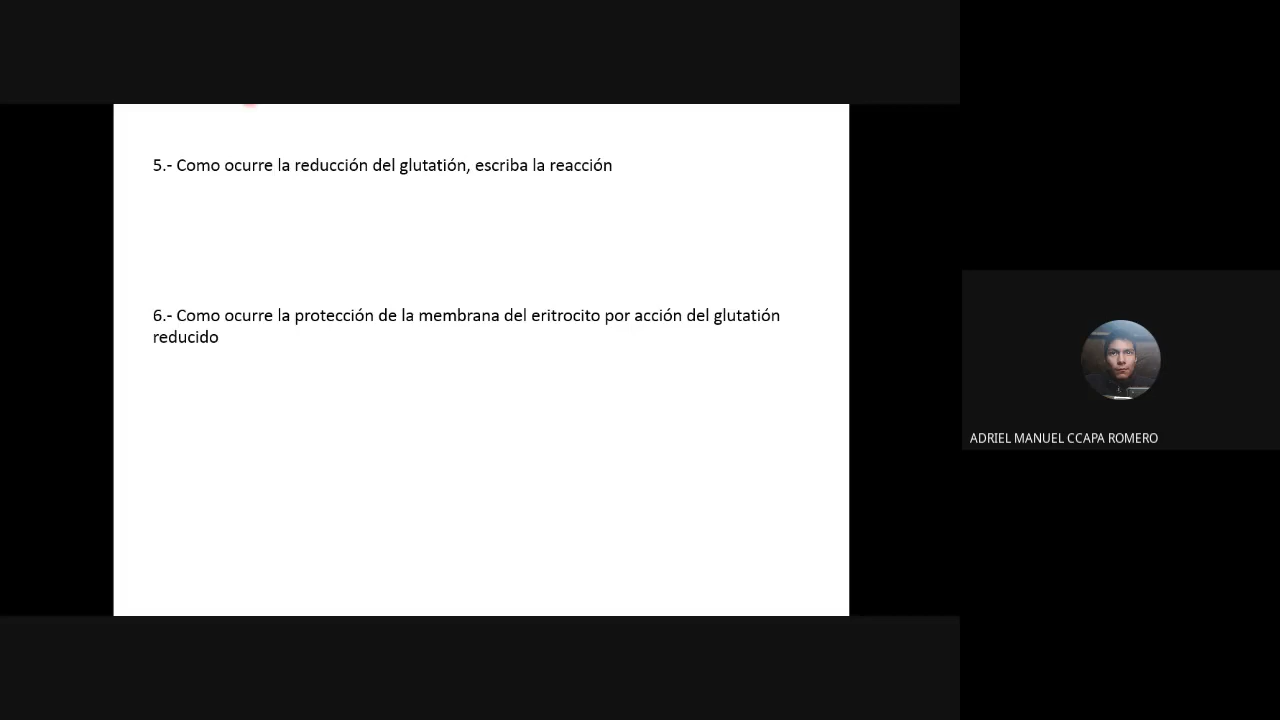 5.- Como ocurre la reducción del glutatión, escriba la reacción
6.- Como ocurre la protección de la membrana del eritrocito por acción del glutatión
reducido
ADRIEL MANUEL CCAPA ROMERO